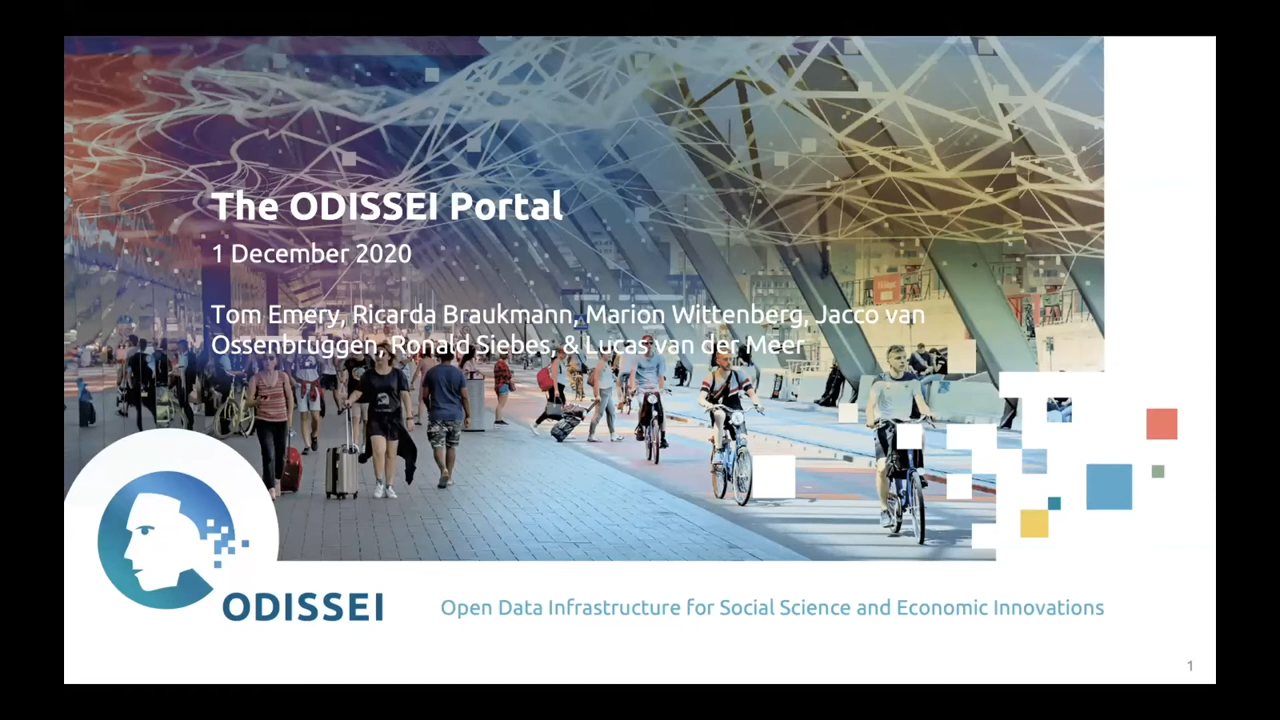 The ODISSEI Portal
1 December 2020
Tom Emery, Ricarda Braukmann, Marion Wittenberg, Jacco van
Ossenbruggen, Ronald Siebes, & Lucas van der Meer
ODISSEI
Open Data Infrastructure for Social Science and Economic Innovations
1